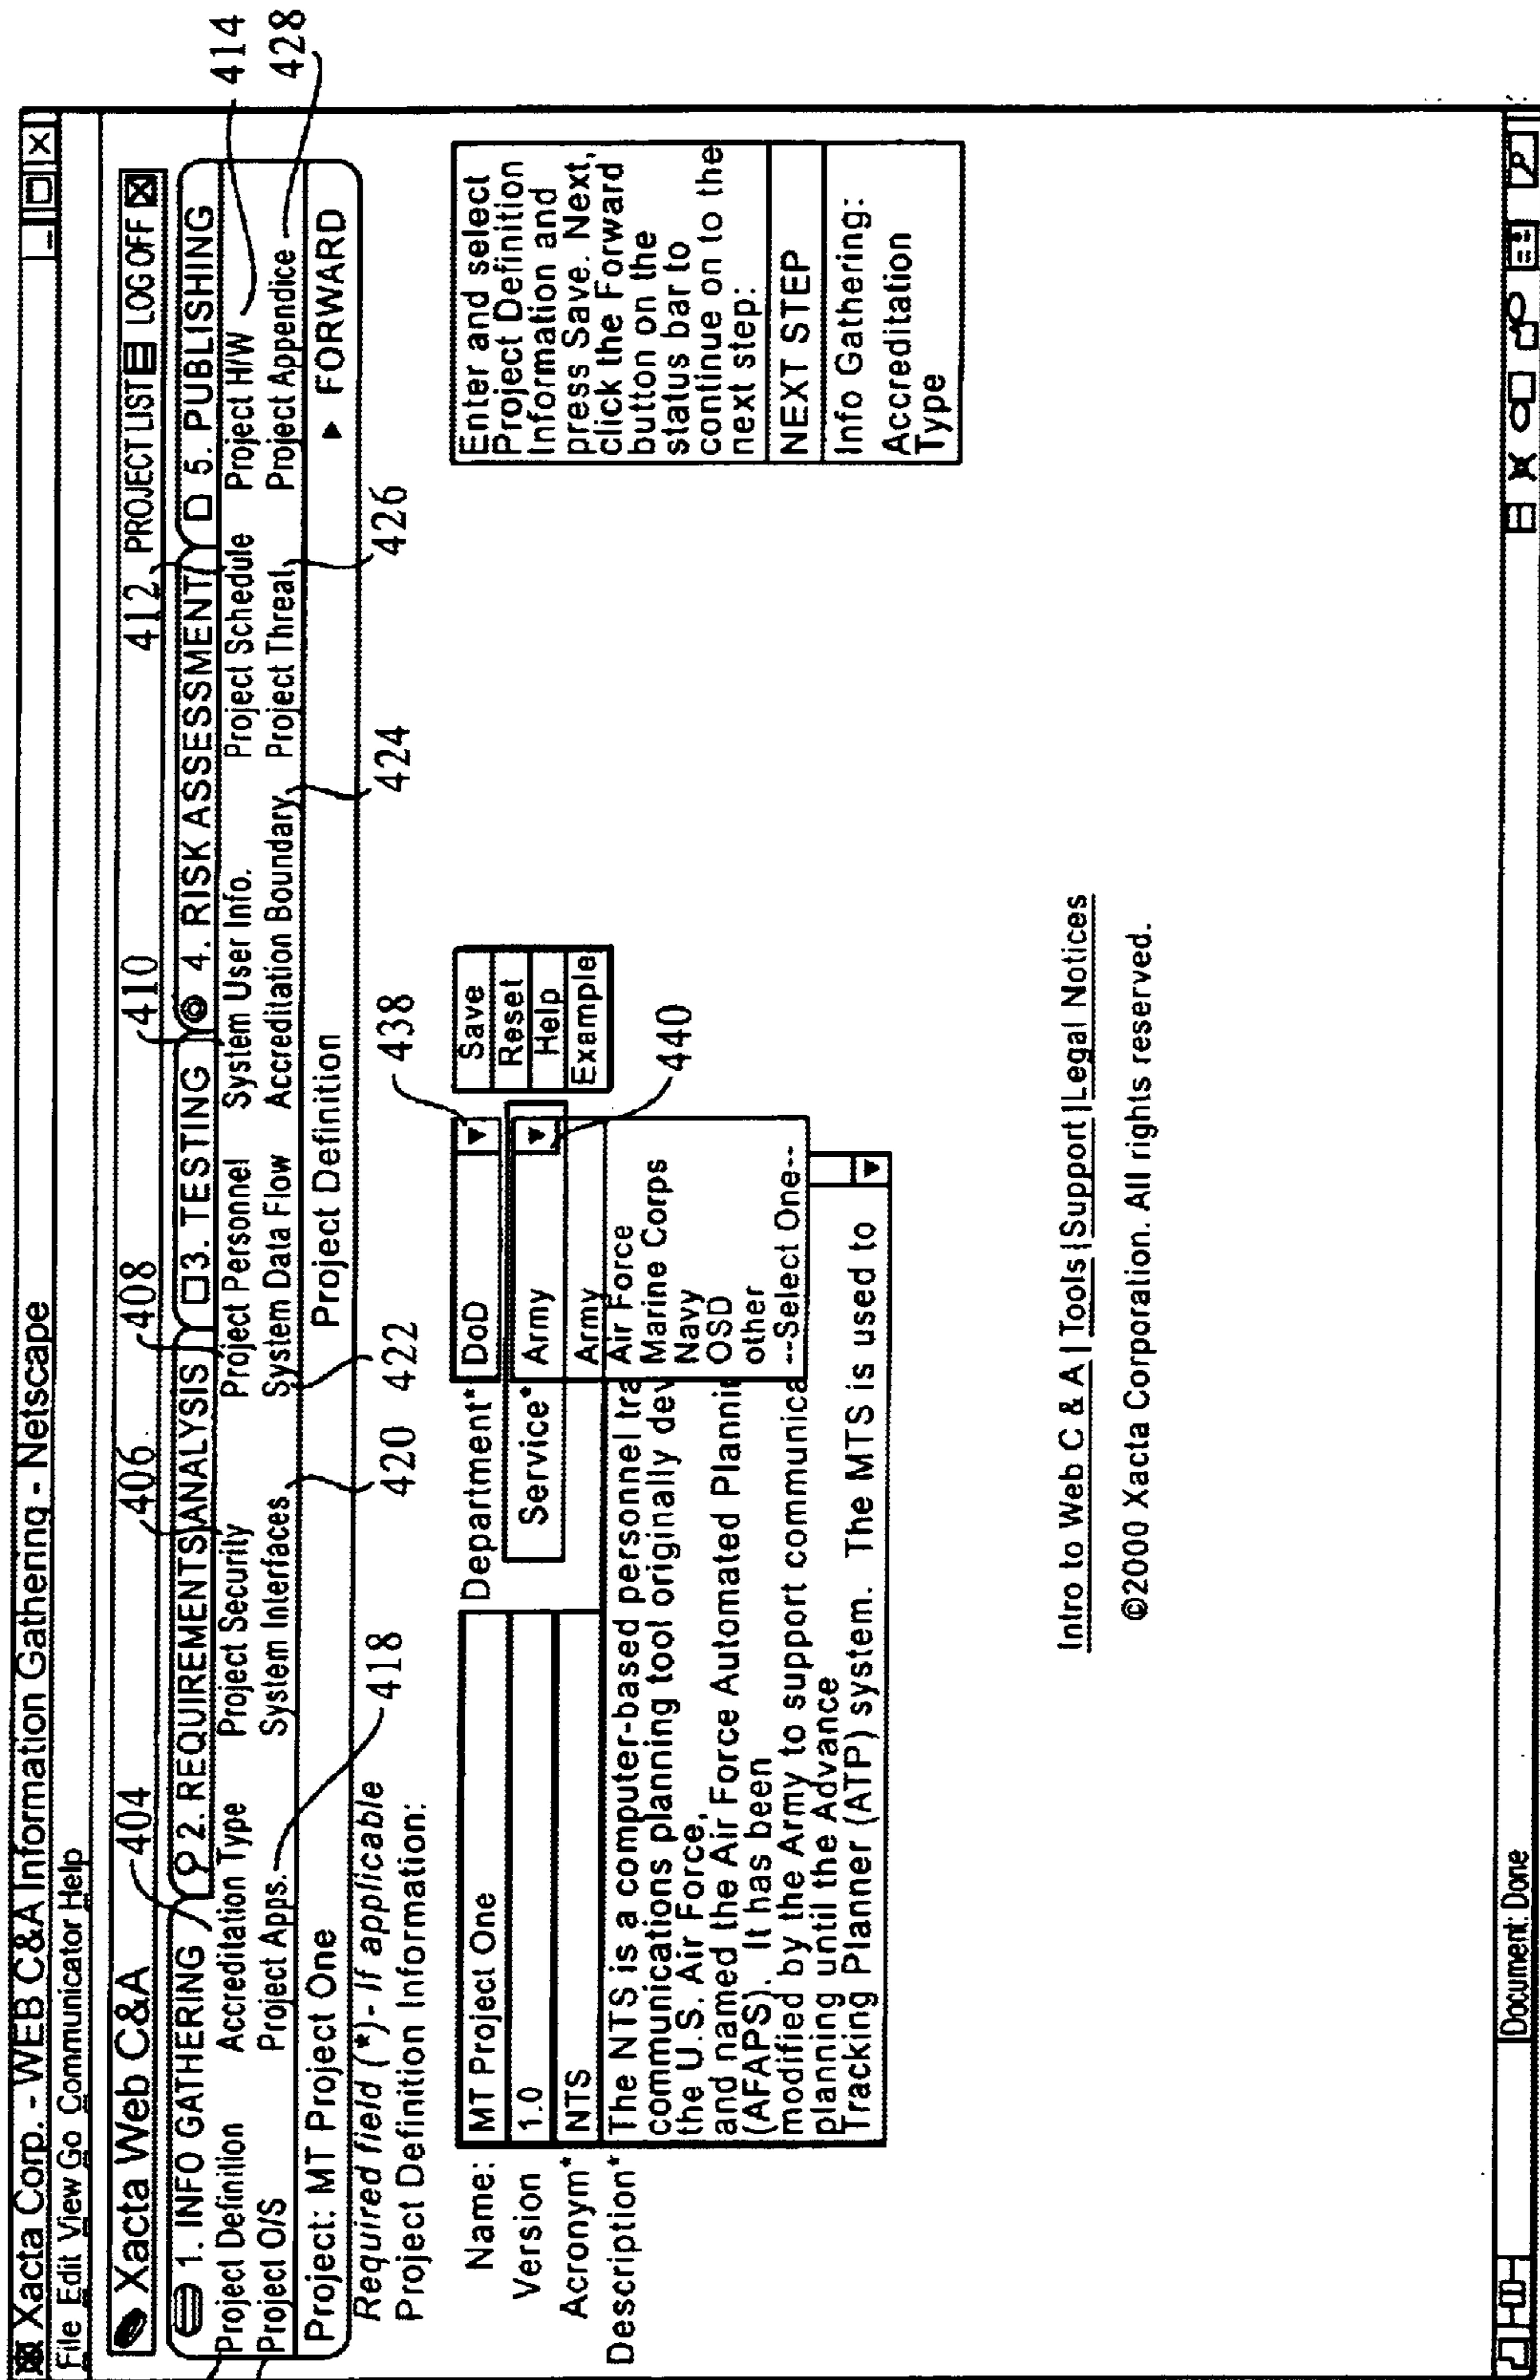 Xacta Corp. - WEB C&A Information Gathering - Netscape
File Edit View Go Communicator Help
404
406
408
410
412
414
428
Xacta Web C&A
PROJECT LIST LOG OFF
1. INFO GATHERING 2. REQUIREMENTS ANALYSIS 3. TESTING 4. RISK ASSESSMENT 5. PUBLISHING
Project Definition Accreditation Type Project Security Project Personnel System User Info. Project Schedule Project H/W
Project O/S Project Apps. System Interfaces System Data Flow Accreditation Boundary Project Threat Project Appendice
Project: MT Project One Project Definition FORWARD
418
420
422
424
426
Required field (*)- If applicable
Project Definition Information:
438
440
Name: MT Project One Department* DoD
Version 1.0 Service* Army
Acronym* NTS
Army
Air Force
Marine Corps
Navy
OSD
other
--Select One--
Save
Reset
Help
Example
Description* The NTS is a computer-based personnel tra
communications planning tool originally dev
the U.S. Air Force,
and named the Air Force Automated Plannin
(AFAPS). It has been
modified by the Army to support communica
planning until the Advance
Tracking Planner (ATP) system. The MTS is used to
Enter and select
Project Definition
Information and
press Save. Next,
click the Forward
button on the
status bar to
continue on to the
next step:
NEXT STEP
Info Gathering:
Accreditation
Type
Intro to Web C & A | Tools | Support | Legal Notices
©2000 Xacta Corporation. All rights reserved.
Document: Done